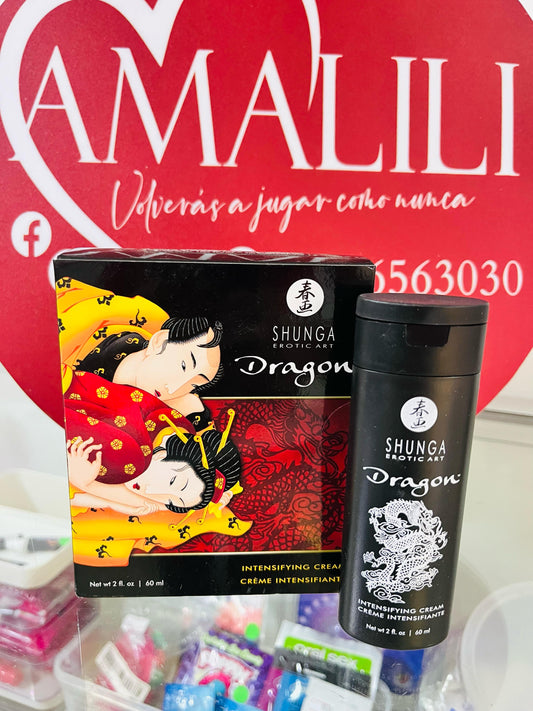 AMALILI
Volverás a jugar como nunca
6563030
春画
SHUNGA
EROTIC ART
Dragon
INTENSIFYING CREAM
CRÈME INTENSIFIANTE
Net wt 2 fl. oz | 60 ml
春画
SHUNGA
EROTIC ART
Dragon
INTENSIFYING CREAM
CRÈME INTENSIFIANTE
Net wt 2 fl. oz | 60 ml
oral sex